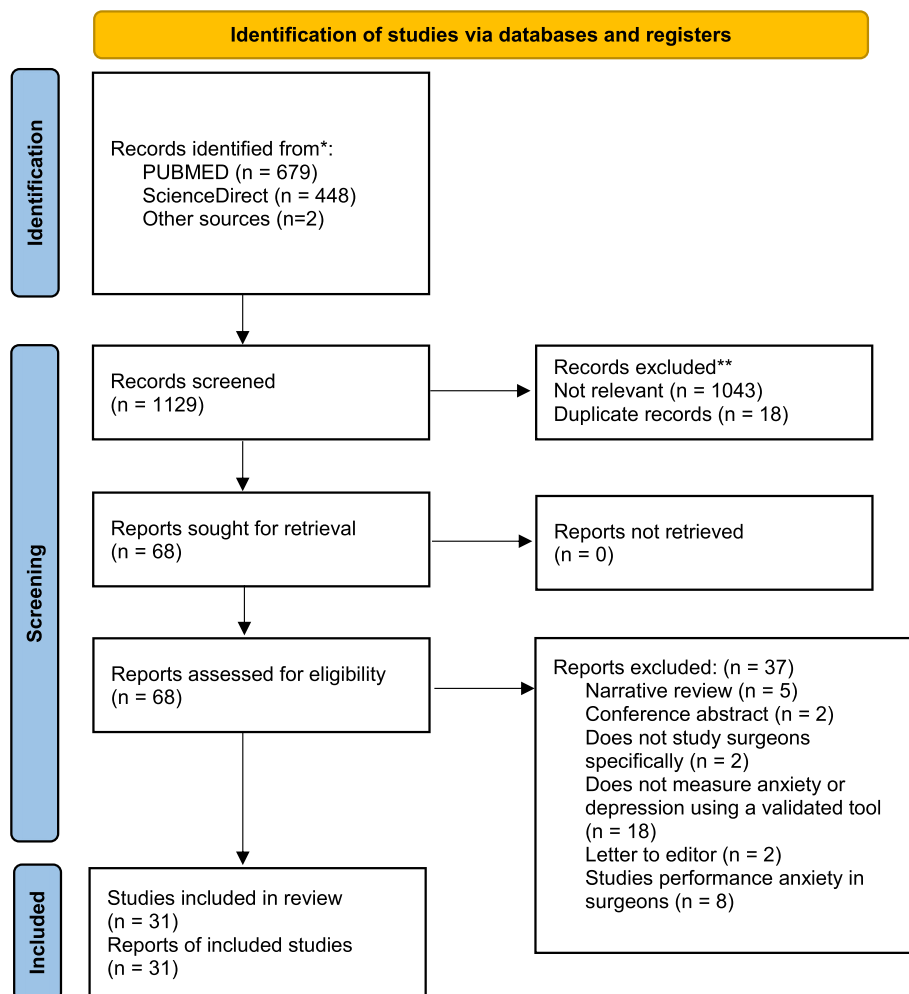 Identification of studies via databases and registers
Identification
Records identified from*:
PUBMED (n = 679)
ScienceDirect (n = 448)
Other sources (n=2)
Screening
Records screened
(n = 1129)
Records excluded**
Not relevant (n = 1043)
Duplicate records (n = 18)
Reports sought for retrieval
(n = 68)
Reports not retrieved
(n = 0)
Reports assessed for eligibility
(n = 68)
Reports excluded: (n = 37)
Narrative review (n = 5)
Conference abstract (n = 2)
Does not study surgeons
specifically (n = 2)
Does not measure anxiety or
depression using a validated tool
(n = 18)
Letter to editor (n = 2)
Studies performance anxiety in
surgeons (n = 8)
Included
Studies included in review
(n = 31)
Reports of included studies
(n = 31)